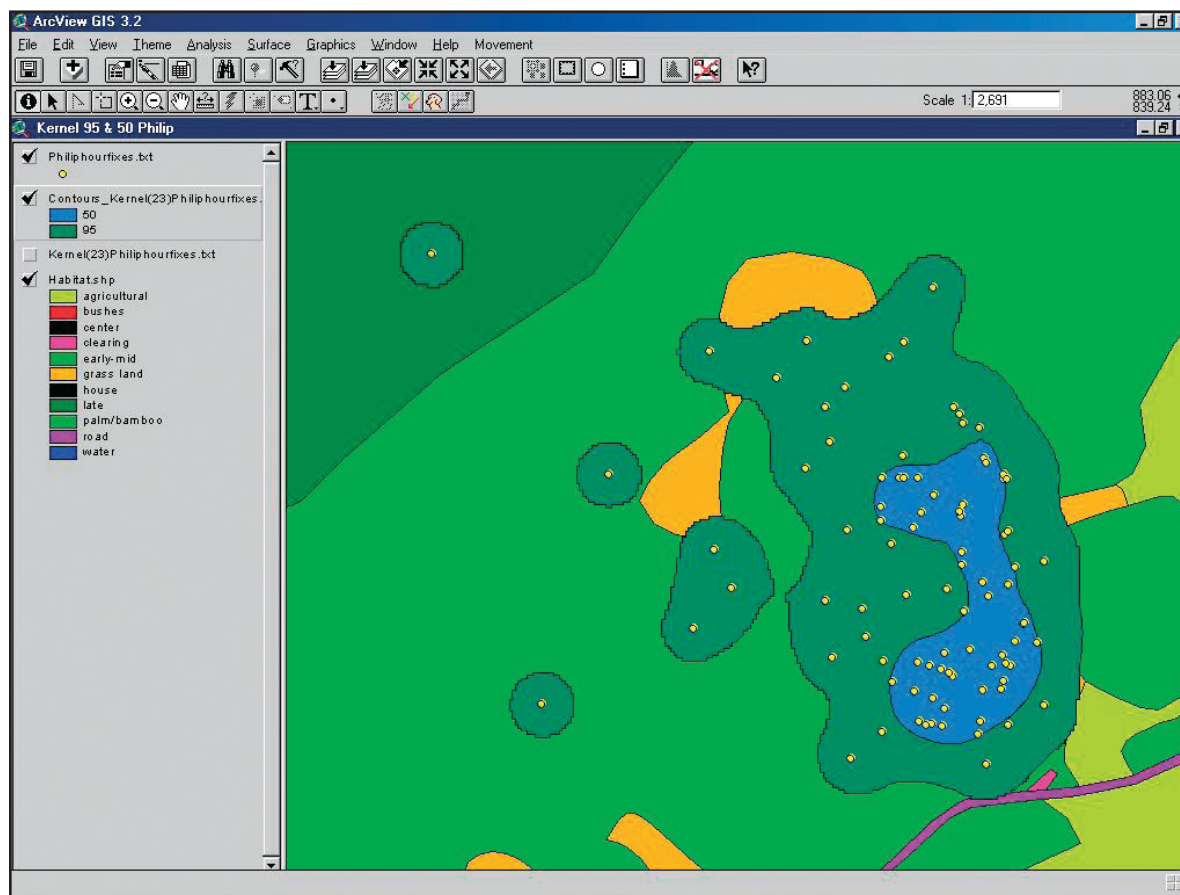 ArcView GIS 3.2
File Edit View Theme Analysis Surface Graphics Window Help Movement
T
Scale 1: 2,691
883.06
839.24
Kernel 95 & 50 Philip
Philiphourfixes.txt
Contours_Kernel(23)Philiphourfixes.
50
95
Kernel(23)Philiphourfixes.txt
Habitat.shp
agricultural
bushes
center
clearing
early-mid
grass land
house
late
palm/bamboo
road
water